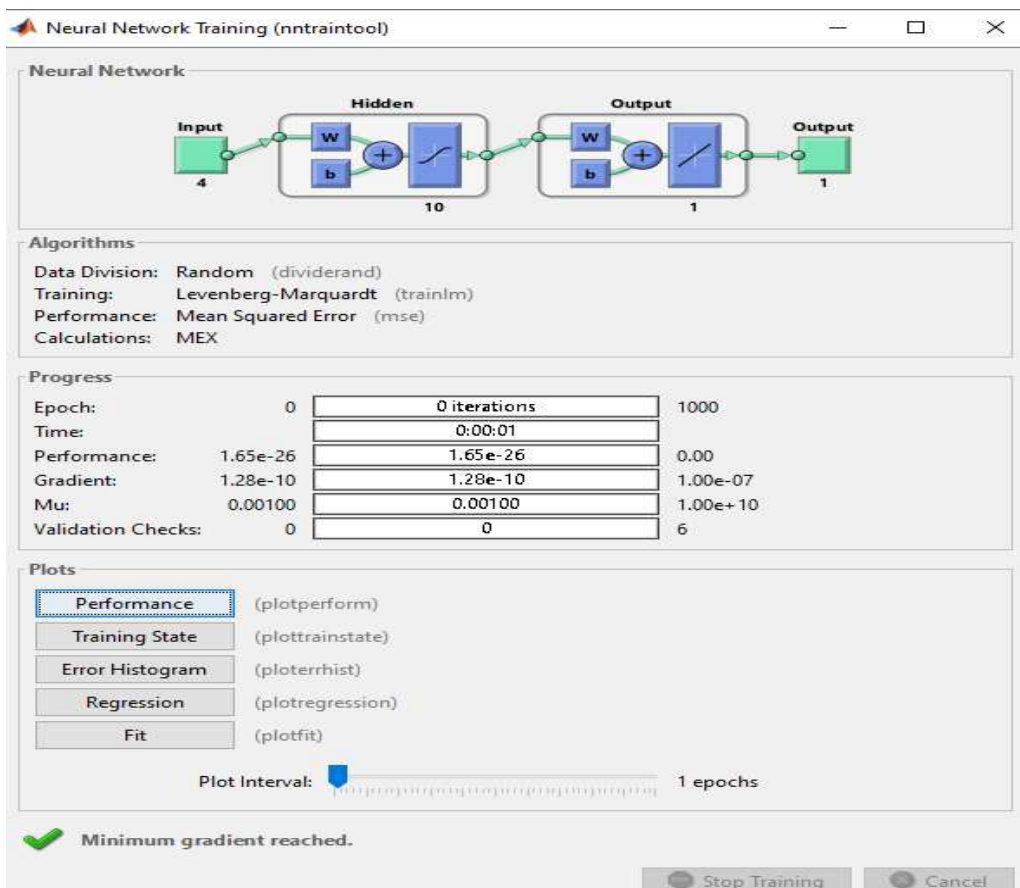 Neural Network Training (nntraintool)
Neural Network
Hidden
Output
Input
W
b
+
W
b
+
Output
4
10
1
1
Algorithms
Data Division: Random (dividerand)
Training: Levenberg-Marquardt (trainlm)
Performance: Mean Squared Error (mse)
Calculations: MEX
Progress
Epoch: 0 0 iterations 1000
Time: 0:00:01
Performance: 1.65e-26 1.65e-26 0.00
Gradient: 1.28e-10 1.28e-10 1.00e-07
Mu: 0.00100 0.00100 1.00e+10
Validation Checks: 0 0 6
Plots
Performance (plotperform)
Training State (plottrainstate)
Error Histogram (ploterrhist)
Regression (plotregression)
Fit (plotfit)
Plot Interval: 1 epochs
Minimum gradient reached.
Stop Training Cancel